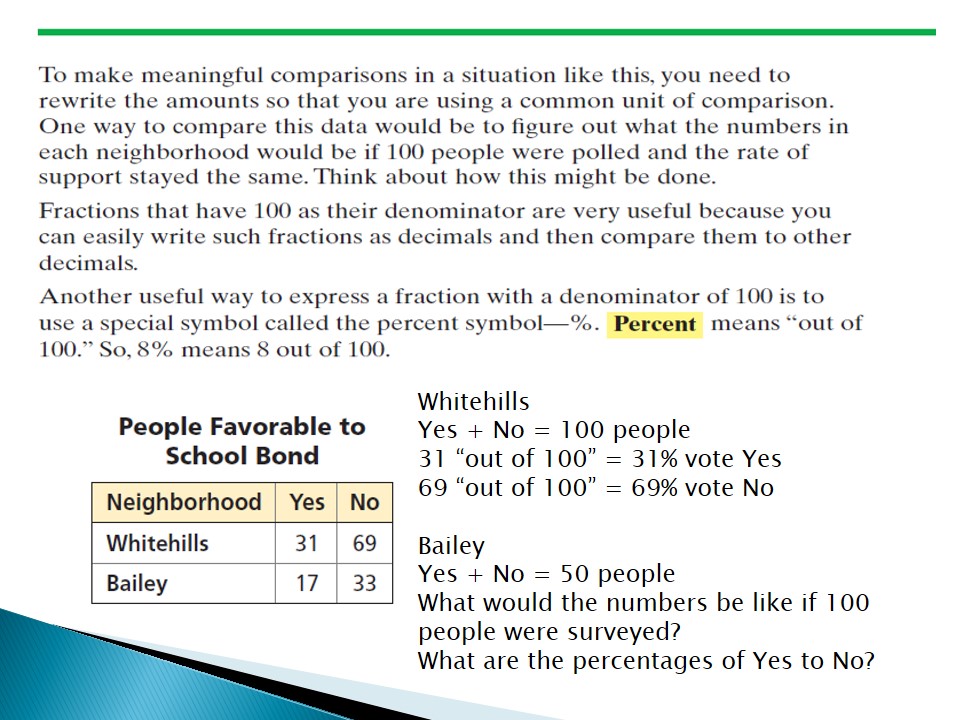 To make meaningful comparisons in a situation like this, you need to
rewrite the amounts so that you are using a common unit of comparison.
One way to compare this data would be to figure out what the numbers in
each neighborhood would be if 100 people were polled and the rate of
support stayed the same. Think about how this might be done.
Fractions that have 100 as their denominator are very useful because you
can easily write such fractions as decimals and then compare them to other
decimals.
Another useful way to express a fraction with a denominator of 100 is to
use a special symbol called the percent symbol—%. Percent means “out of
100.” So, 8% means 8 out of 100.
People Favorable to
School Bond
Neighborhood Yes No
Whitehills 31 69
Bailey 17 33
Whitehills
Yes + No = 100 people
31 “out of 100” = 31% vote Yes
69 “out of 100” = 69% vote No
Bailey
Yes + No = 50 people
What would the numbers be like if 100
people were surveyed?
What are the percentages of Yes to No?